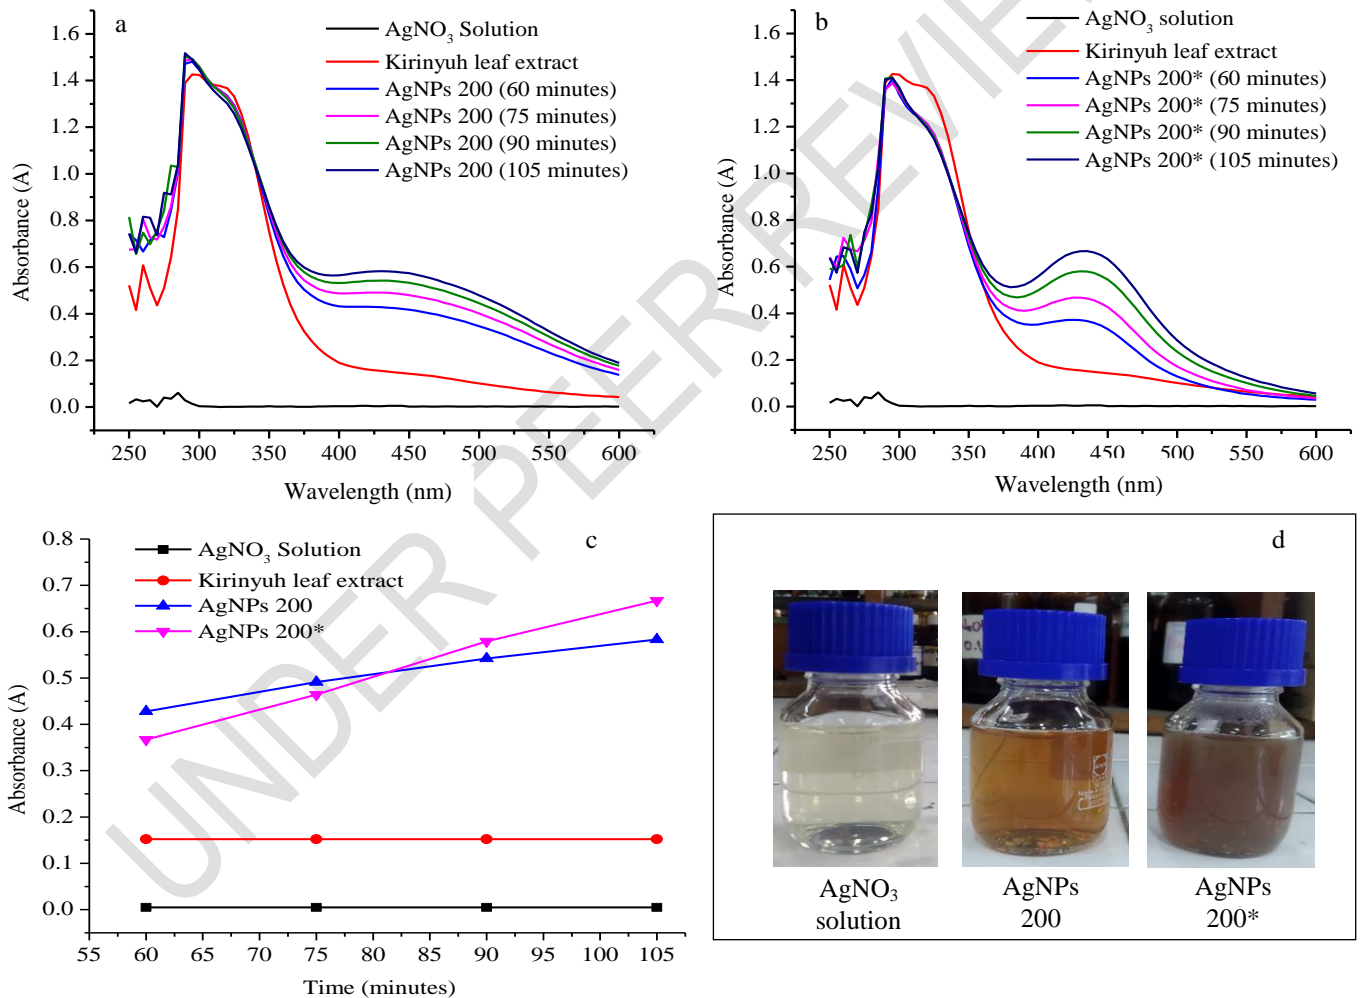 a
AgNO3 Solution
Kirinyuh leaf extract
AgNPs 200 (60 minutes)
AgNPs 200 (75 minutes)
AgNPs 200 (90 minutes)
AgNPs 200 (105 minutes)
1.6
1.4
1.2
1.0
0.8
0.6
0.4
0.2
0.0
Absorbance (A)
250 300 350 400 450 500 550 600
Wavelength (nm)
b
AgNO3 solution
Kirinyuh leaf extract
AgNPs 200* (60 minutes)
AgNPs 200* (75 minutes)
AgNPs 200* (90 minutes)
AgNPs 200* (105 minutes)
1.6
1.4
1.2
1.0
0.8
0.6
0.4
0.2
0.0
Absorbance (A)
250 300 350 400 450 500 550 600
Wavelength (nm)
c
AgNO3 Solution
Kirinyuh leaf extract
AgNPs 200
AgNPs 200*
0.8
0.7
0.6
0.5
0.4
0.3
0.2
0.1
0.0
Absorbance (A)
55 60 65 70 75 80 85 90 95 100 105
Time (minutes)
d
AgNO3
solution
AgNPs
200
AgNPs
200*
UNDER PEER REVIEW